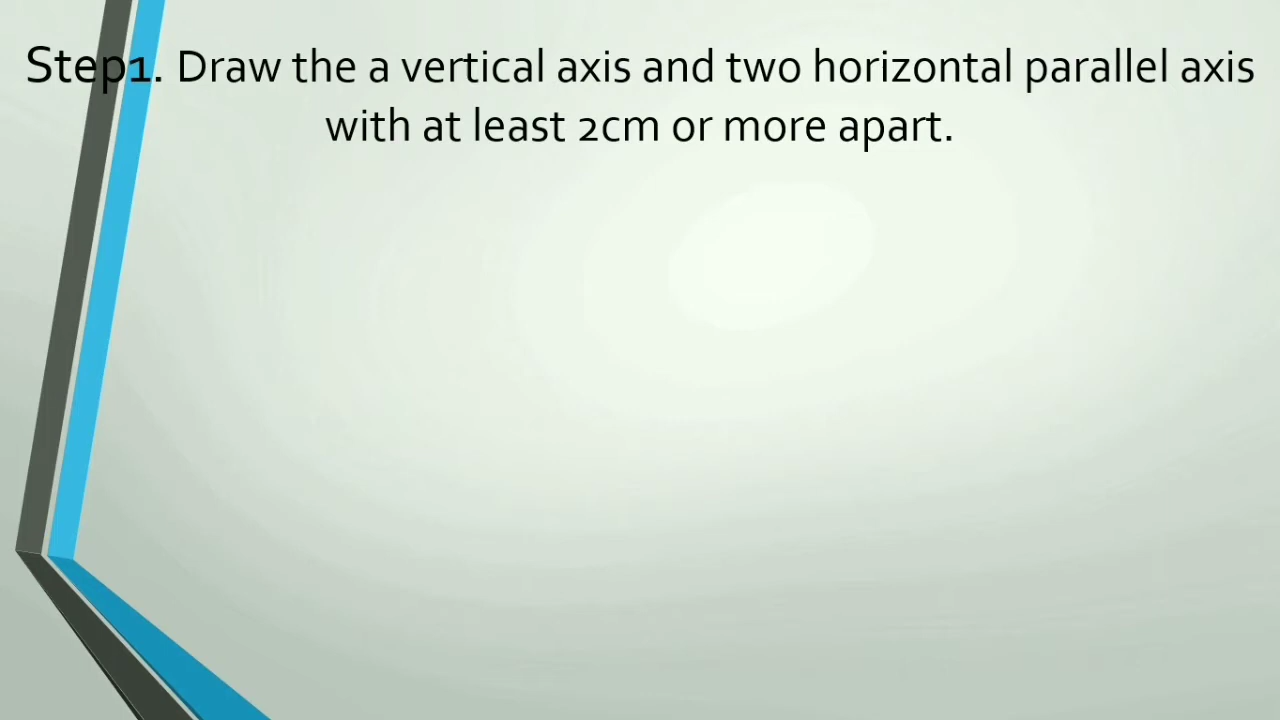 Step1. Draw the a vertical axis and two horizontal parallel axis
with at least 2cm or more apart.